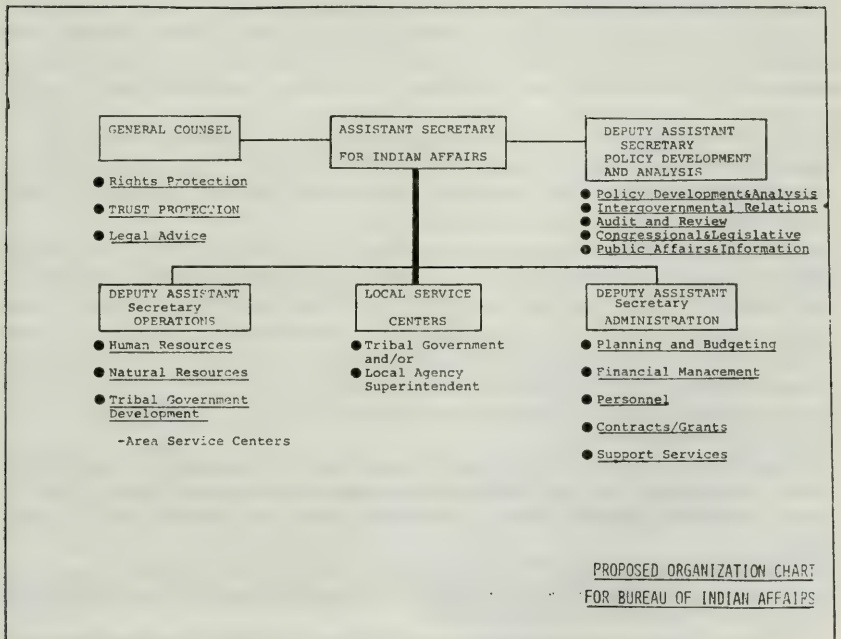 GENERAL COUNSEL
● Rights Protection
● TRUST PROTECTION
● Legal Advice
ASSISTANT SECRETARY
FOR INDIAN AFFAIRS
DEPUTY ASSISTANT
SECRETARY
POLICY DEVELOPMENT
AND ANALYSIS
● Policy Development&Analysis
● Intergovernmental Relations
● Audit and Review
● Congressional&Legislative
● Public Affairs&Information
DEPUTY ASSISTANT
Secretary
OPERATIONS
● Human Resources
● Natural Resources
● Tribal Government
Development
-Area Service Centers
LOCAL SERVICE
CENTERS
● Tribal Government
and/or
● Local Agency
Superintendent
DEPUTY ASSISTANT
Secretary
ADMINISTRATION
● Planning and Budgeting
● Financial Management
● Personnel
● Contracts/Grants
● Support Services
PROPOSED ORGANIZATION CHART
FOR BUREAU OF INDIAN AFFAIRS